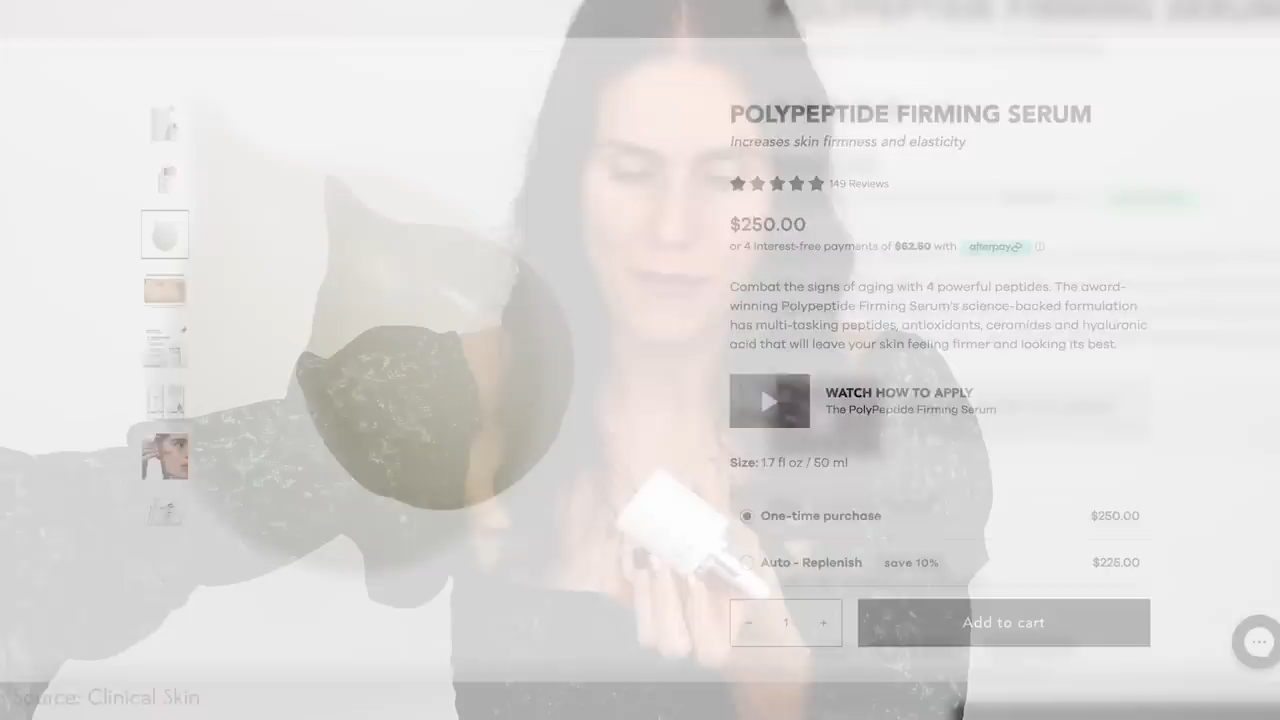 POLYPEPTIDE FIRMING SERUM
Increases skin firmness and elasticity
149 Reviews
$250.00
or 4 interest-free payments of $62.50 with afterpay
Combat the signs of aging with 4 powerful peptides. The award-
winning Polypeptide Firming Serum's science-backed formulation
has multi-tasking peptides, antioxidants, ceramides and hyaluronic
acid that will leave your skin feeling firmer and looking its best.
WATCH HOW TO APPLY
The PolyPeptide Firming Serum
Size: 1.7 fl oz / 50 ml
One-time purchase $250.00
Auto - Replenish save 10% $225.00
- 1 + Add to cart
Source: Clinical Skin